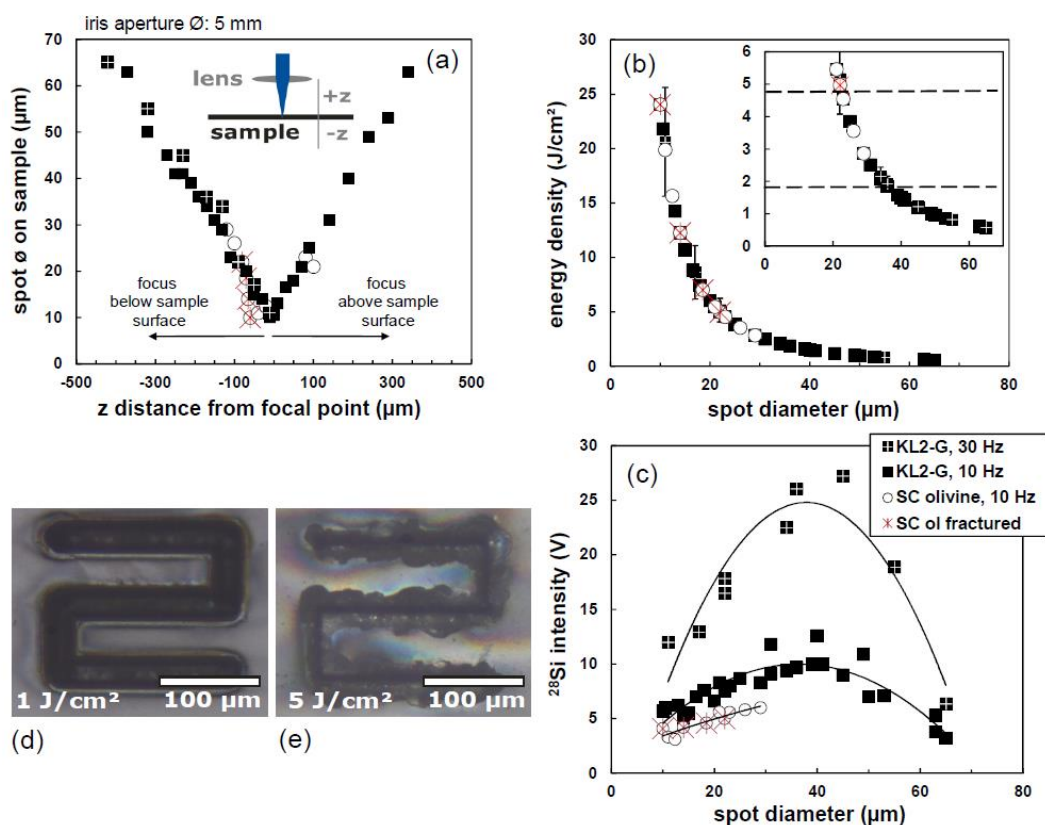 iris aperture Ø: 5 mm
(a)
70
60
50
40
30
20
10
0
spot ø on sample (µm)
lens
+z
sample
-z
focus
below sample
surface
focus
above sample
surface
-500
-300
-100
100
300
500
z distance from focal point (µm)
(b)
30
25
20
15
10
5
0
energy density (J/cm²)
6
5
4
3
2
1
0
0
20
40
60
0
20
40
60
80
spot diameter (µm)
(c)
30
25
20
15
10
5
0
²⁸Si intensity (V)
KL2-G, 30 Hz
KL2-G, 10 Hz
SC olivine, 10 Hz
SC ol fractured
0
20
40
60
80
spot diameter (µm)
1 J/cm²
100 µm
(d)
5 J/cm²
100 µm
(e)